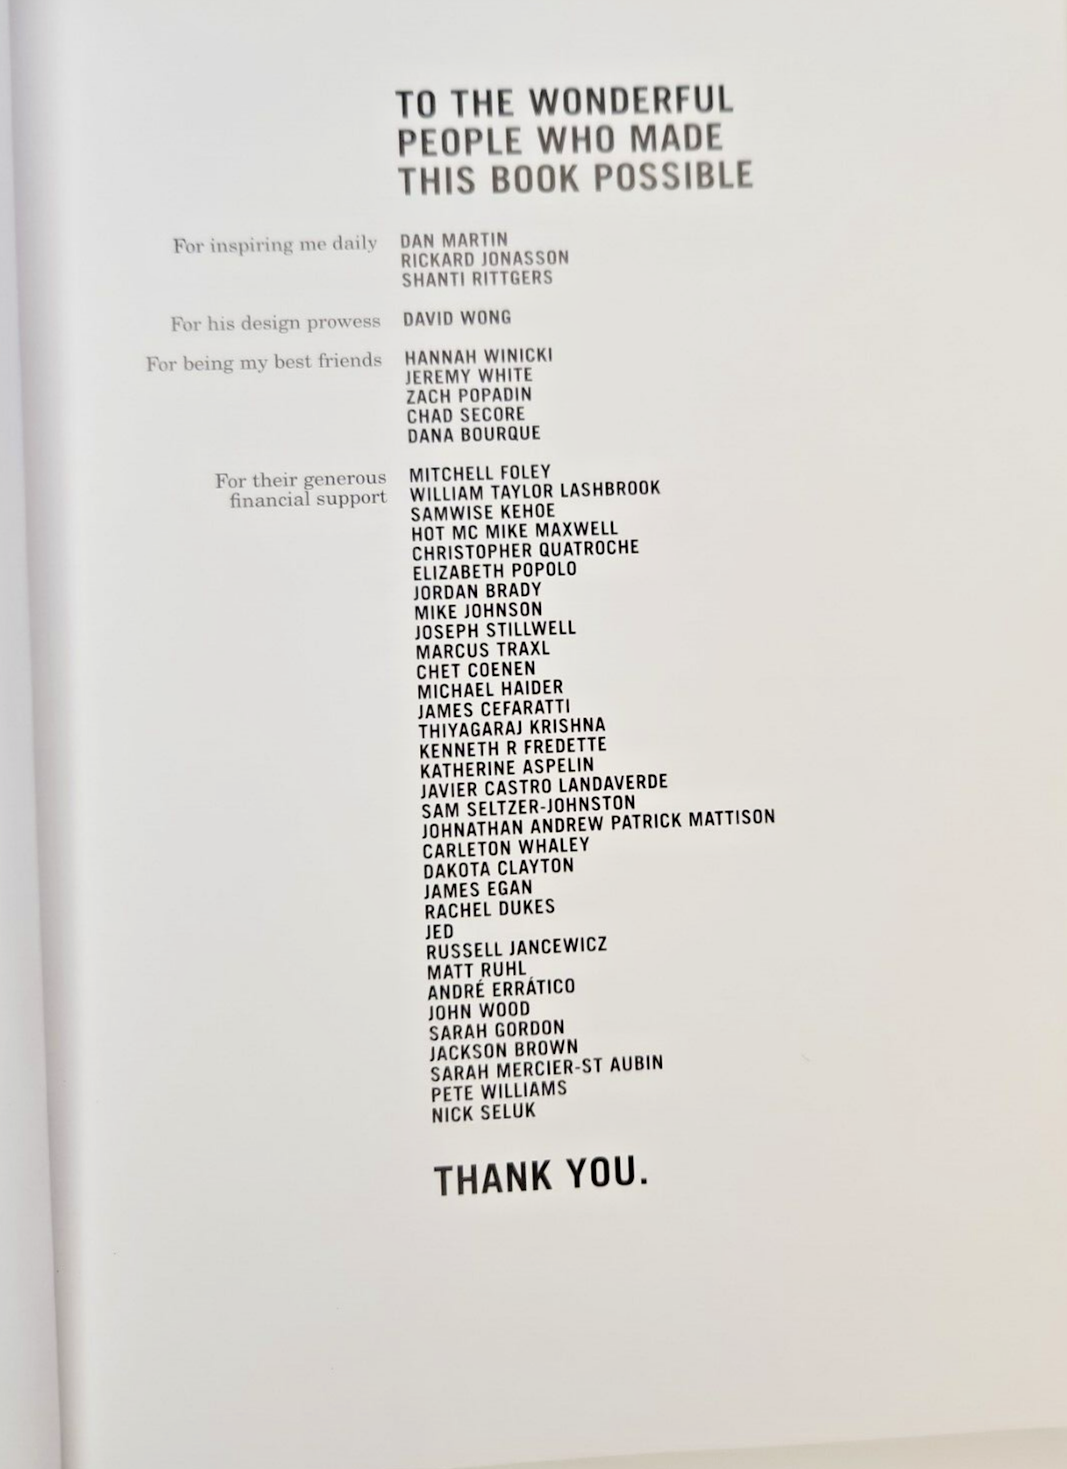 TO THE WONDERFUL
PEOPLE WHO MADE
THIS BOOK POSSIBLE
For inspiring me daily
DAN MARTIN
RICKARD JONASSON
SHANTI RITTGERS
For his design prowess
DAVID WONG
For being my best friends
HANNAH WINICKI
JEREMY WHITE
ZACH POPADIN
CHAD SECORE
DANA BOURQUE
For their generous
financial support
MITCHELL FOLEY
WILLIAM TAYLOR LASHBROOK
SAMWISE KEHOE
HOT MC MIKE MAXWELL
CHRISTOPHER QUATROCHE
ELIZABETH POPOLO
JORDAN BRADY
MIKE JOHNSON
JOSEPH STILLWELL
MARCUS TRAXL
CHET COENEN
MICHAEL HAIDER
JAMES CEFARATTI
THIYAGARAJ KRISHNA
KENNETH R FREDETTE
KATHERINE ASPELIN
JAVIER CASTRO LANDAVERDE
SAM SELTZER-JOHNSTON
JOHNATHAN ANDREW PATRICK MATTISON
CARLETON WHALEY
DAKOTA CLAYTON
JAMES EGAN
RACHEL DUKES
JED
RUSSELL JANCEWICZ
MATT RUHL
ANDRÉ ERRÁTICO
JOHN WOOD
SARAH GORDON
JACKSON BROWN
SARAH MERCIER-ST AUBIN
PETE WILLIAMS
NICK SELUK
THANK YOU.